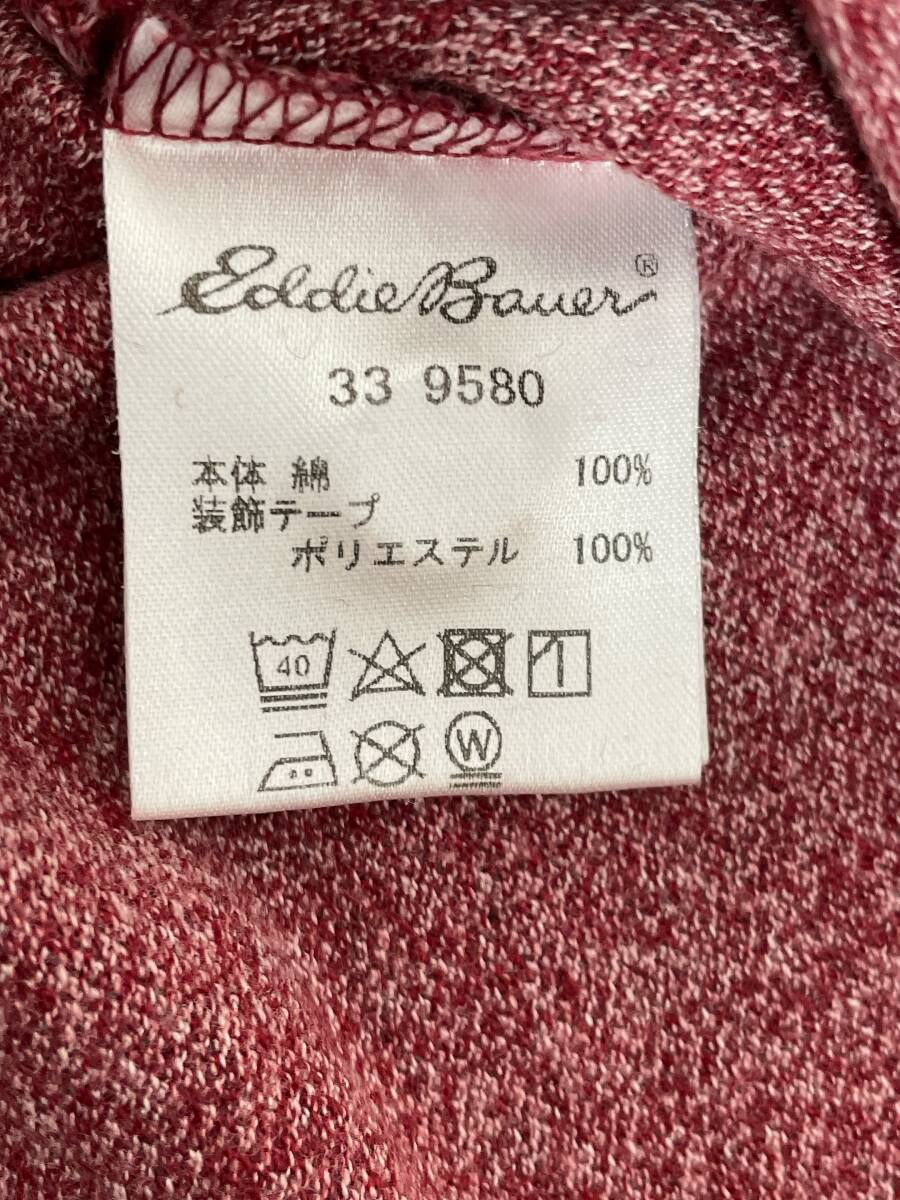 Eddie Bauer®
33 9580
本体 綿 100%
装飾テープ
ポリエステル 100%
40
W